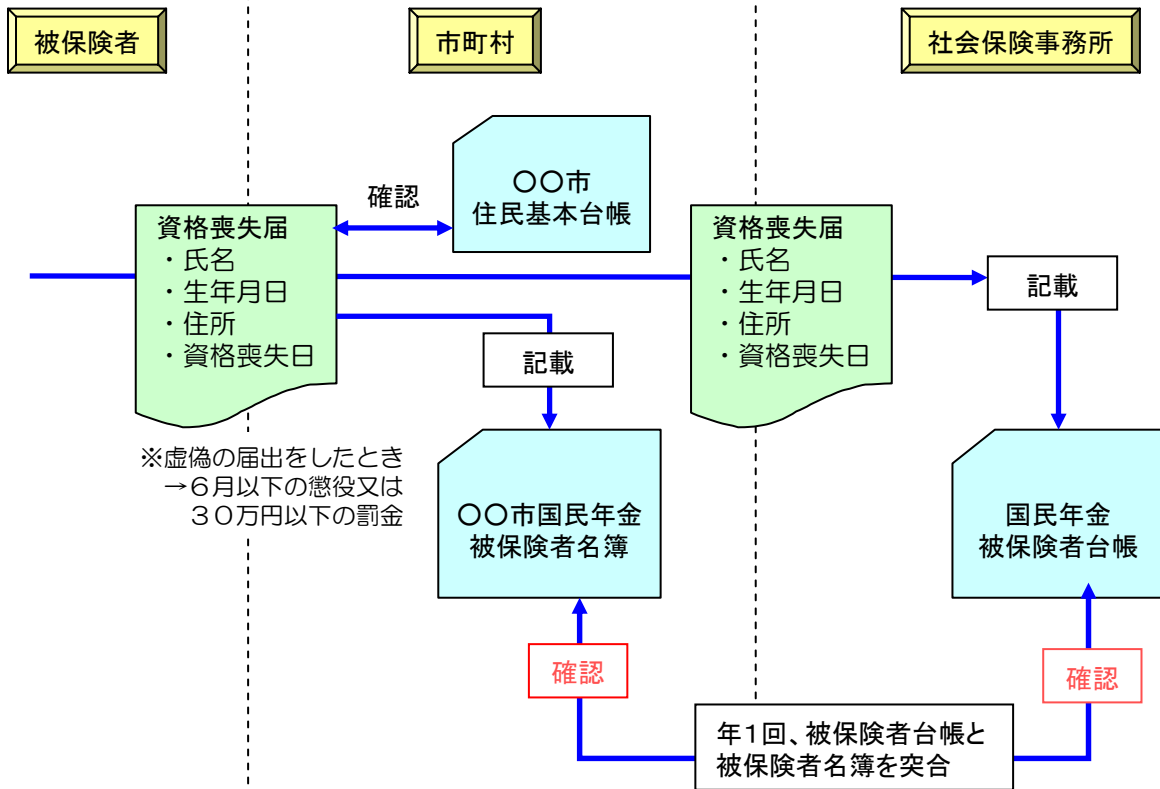 被保険者
市町村
社会保険事務所
〇〇市
住民基本台帳
確認
資格喪失届
・氏名
・生年月日
・住所
・資格喪失日
資格喪失届
・氏名
・生年月日
・住所
・資格喪失日
記載
記載
※虚偽の届出をしたとき
→６月以下の懲役又は
３０万円以下の罰金
〇〇市国民年金
被保険者名簿
国民年金
被保険者台帳
確認
確認
年１回、被保険者台帳と
被保険者名簿を突合